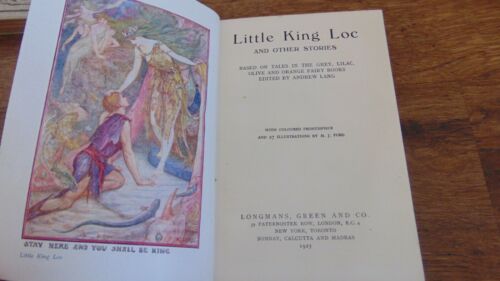 STAY HERE AND YOU SHALL BE KING
Little King Loc
Little King Loc
AND OTHER STORIES
BASED ON TALES IN THE GREY, LILAC,
OLIVE AND ORANGE FAIRY BOOKS
EDITED BY ANDREW LANG
WITH COLOURED FRONTISPIECE
AND 27 ILLUSTRATIONS BY H. J. FORD
LONGMANS, GREEN AND CO.
39 PATERNOSTER ROW, LONDON, E.C. 4
NEW YORK, TORONTO
BOMBAY, CALCUTTA AND MADRAS